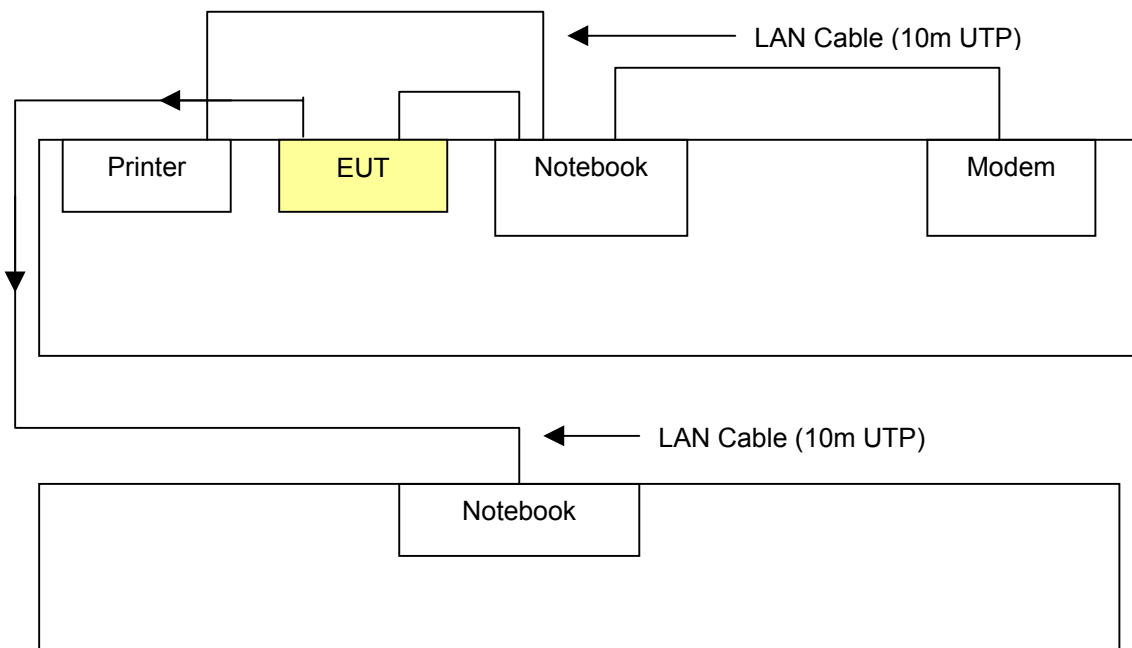 LAN Cable (10m UTP)
Printer
EUT
Notebook
Modem
LAN Cable (10m UTP)
Notebook